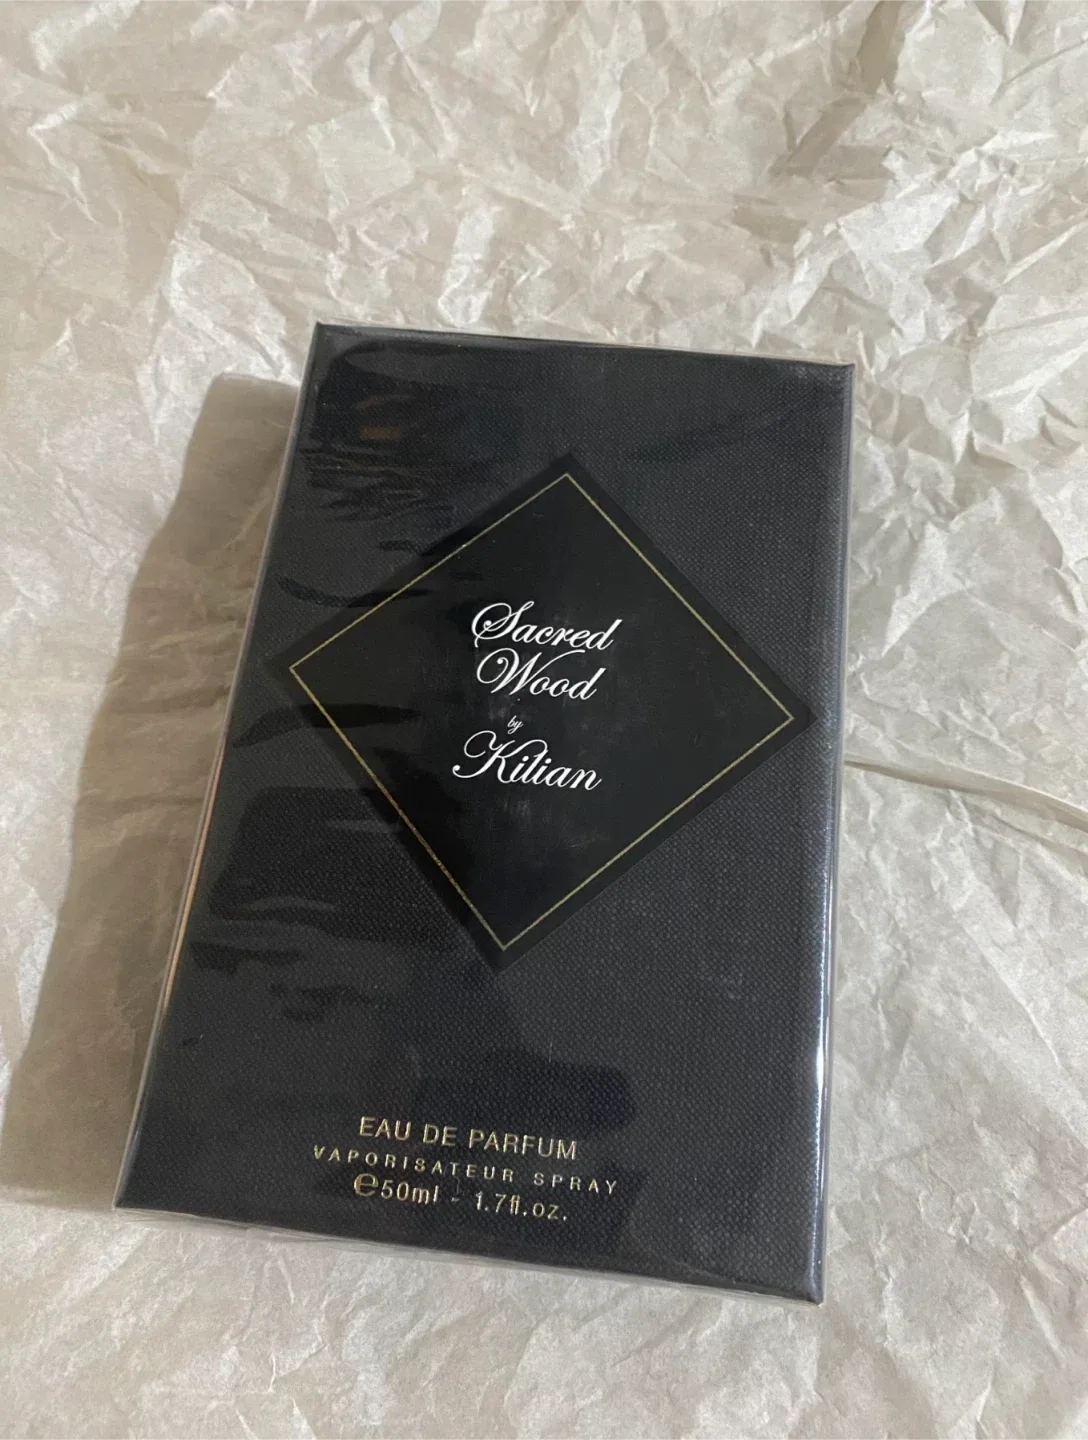 Sacred
Wood
by
Kilian
EAU DE PARFUM
VAPORISATEUR SPRAY
℮50ml - 1.7fl.oz.